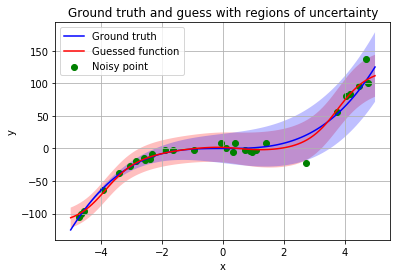 Ground truth and guess with regions of uncertainty
Ground truth
Guessed function
Noisy point
150
100
50
0
−50
−100
y
−4
−2
0
2
4
x